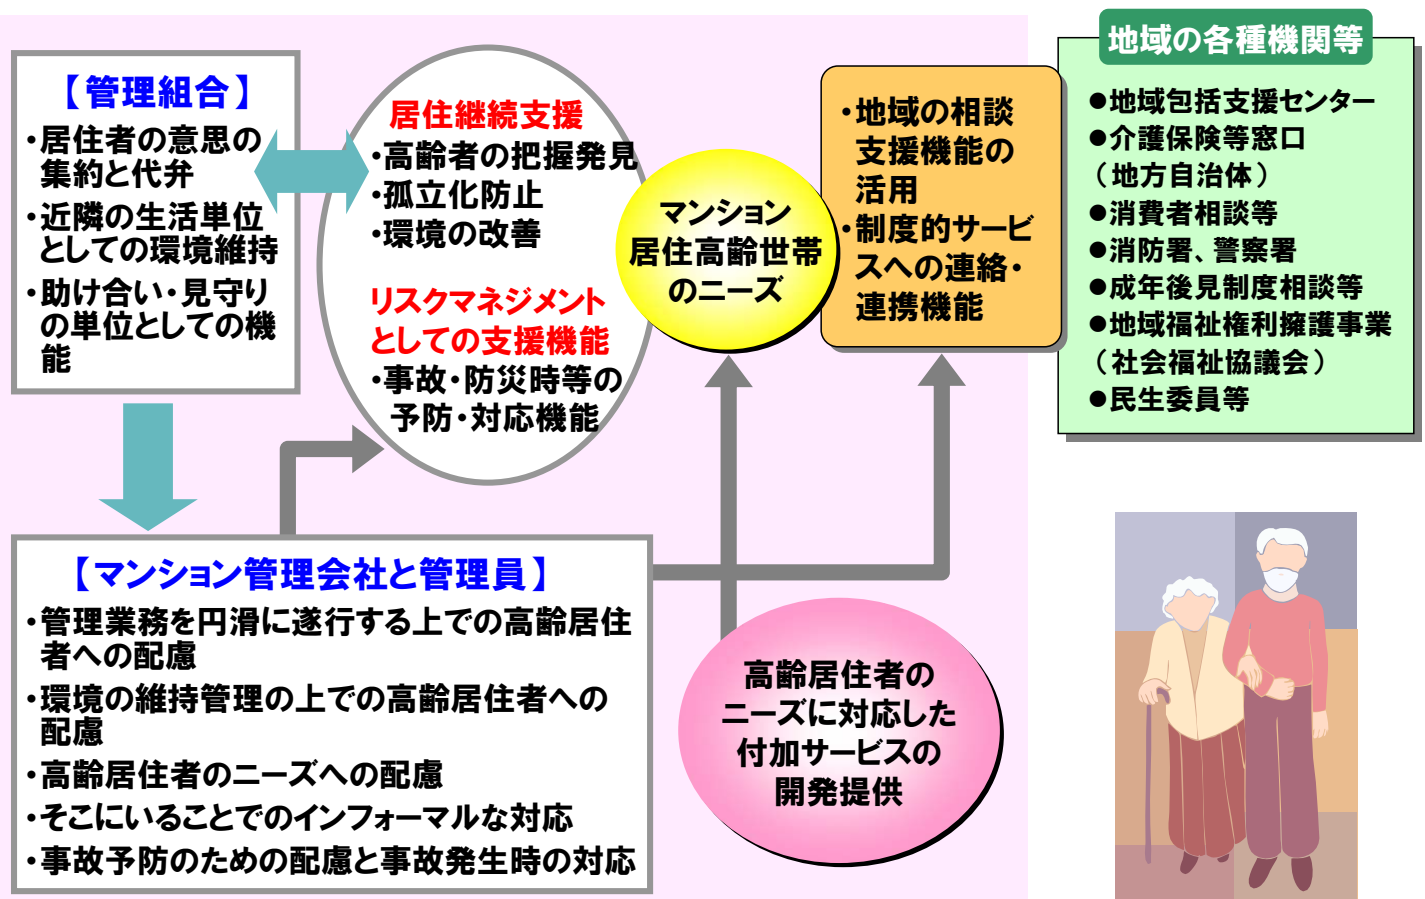 【管理組合】
・居住者の意思の
集約と代弁
・近隣の生活単位
としての環境維持
・助け合い・見守り
の単位としての機
能
居住継続支援
・高齢者の把握発見
・孤立化防止
・環境の改善
リスクマネジメント
としての支援機能
・事故・防災時等の
予防・対応機能
マンション
居住高齢世帯
のニーズ
・地域の相談
支援機能の
活用
・制度的サービ
スへの連絡・
連携機能
地域の各種機関等
●地域包括支援センター
●介護保険等窓口
（地方自治体）
●消費者相談等
●消防署、警察署
●成年後見制度相談等
●地域福祉権利擁護事業
（社会福祉協議会）
●民生委員等
【マンション管理会社と管理員】
・管理業務を円滑に遂行する上での高齢居住
者への配慮
・環境の維持管理の上での高齢居住者への
配慮
・高齢居住者のニーズへの配慮
・そこにいることでのインフォーマルな対応
・事故予防のための配慮と事故発生時の対応
高齢居住者の
ニーズに対応した
付加サービスの
開発提供